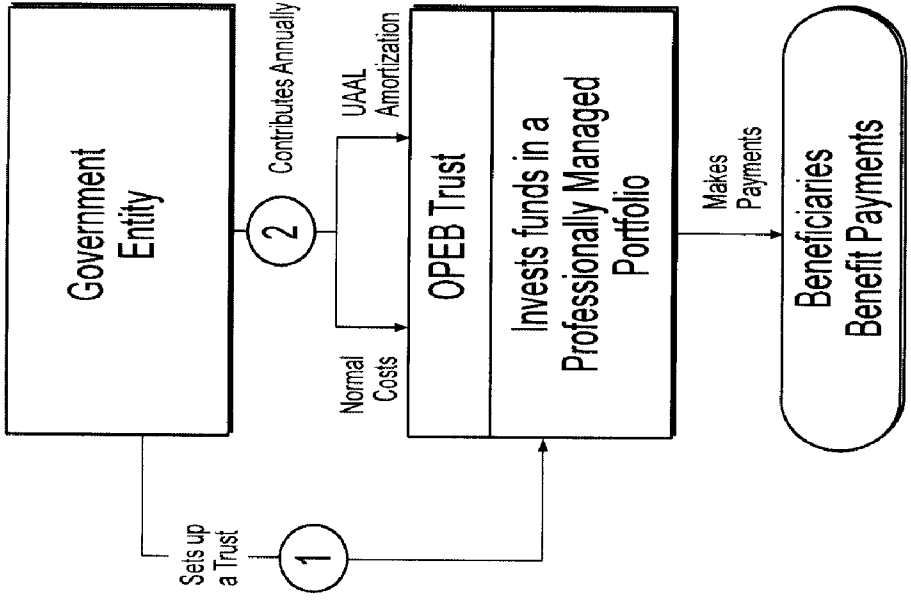 Government
Entity
Sets up
a Trust
1
2
Contributes Annually
Normal
Costs
UAAL
Amortization
OPEB Trust
Invests funds in a
Professionally Managed
Portfolio
Makes
Payments
Beneficiaries
Benefit Payments